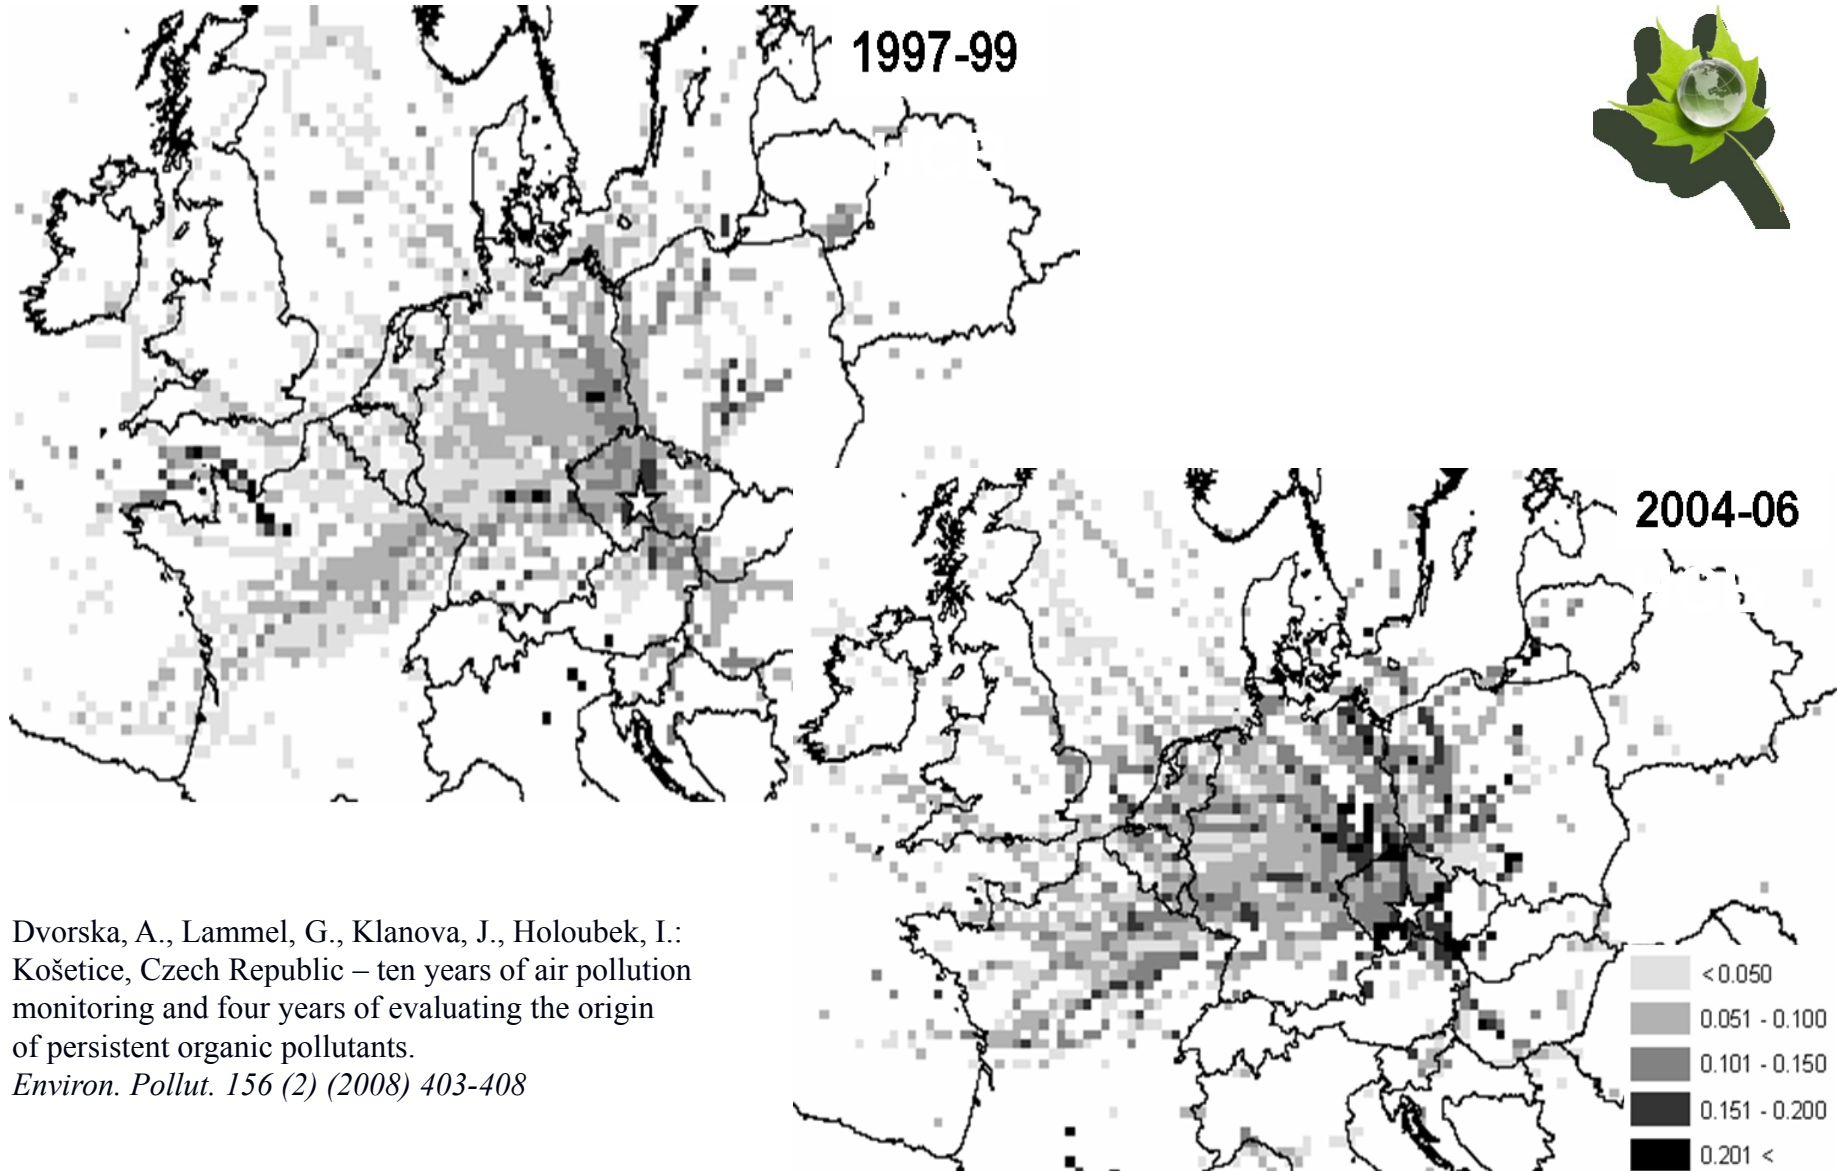 1997-99
2004-06
Dvorska, A., Lammel, G., Klanova, J., Holoubek, I.:
Košetice, Czech Republic – ten years of air pollution
monitoring and four years of evaluating the origin
of persistent organic pollutants.
Environ. Pollut. 156 (2) (2008) 403-408
< 0.050
0.051 - 0.100
0.101 - 0.150
0.151 - 0.200
0.201 <